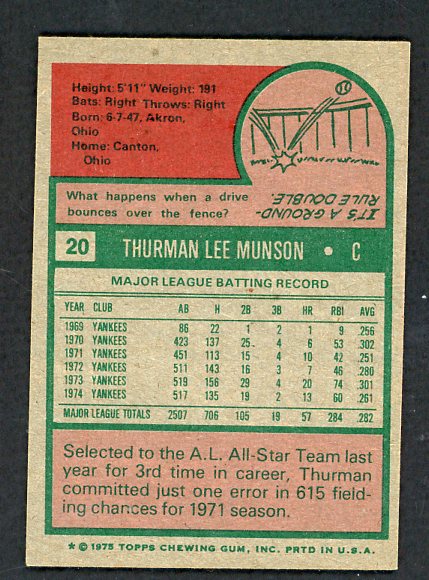 Height: 5'11" Weight: 191
Bats: Right Throws: Right
Born: 6-7-47, Akron,
Ohio
Home: Canton,
Ohio
What happens when a drive
bounces over the fence?
IT'S A GROUND-
RULE DOUBLE.
20 THURMAN LEE MUNSON • C
MAJOR LEAGUE BATTING RECORD
YEAR CLUB AB H 2B 3B HR RBI AVG
1969 YANKEES 86 22 1 2 1 9 .256
1970 YANKEES 423 137 25 4 6 53 .302
1971 YANKEES 451 113 15 4 10 42 .251
1972 YANKEES 511 143 16 3 7 46 .280
1973 YANKEES 519 156 29 4 20 74 .301
1974 YANKEES 517 135 19 2 13 60 .261
MAJOR LEAGUE TOTALS 2507 706 105 19 57 284 .282
Selected to the A.L. All-Star Team last
year for 3rd time in career, Thurman
committed just one error in 615 field-
ing chances for 1971 season.
* © 1975 TOPPS CHEWING GUM, INC. PRTD IN U.S.A.